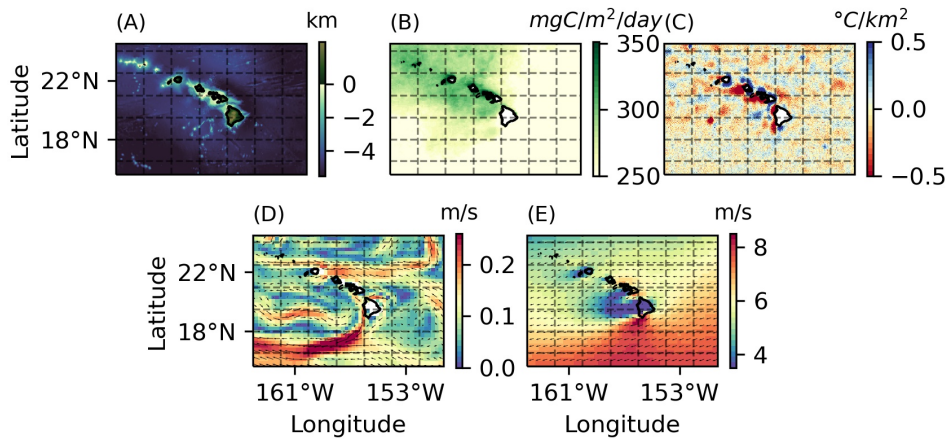 (A) km (B) mgC/m²/day (C) °C/km²
Latitude 22°N 18°N 0 −2 −4 350 300 250 0.5 0.0 −0.5
(D) m/s (E) m/s
Latitude 22°N 18°N 0.2 0.1 0.0 8 6 4
161°W 153°W 161°W 153°W
Longitude Longitude